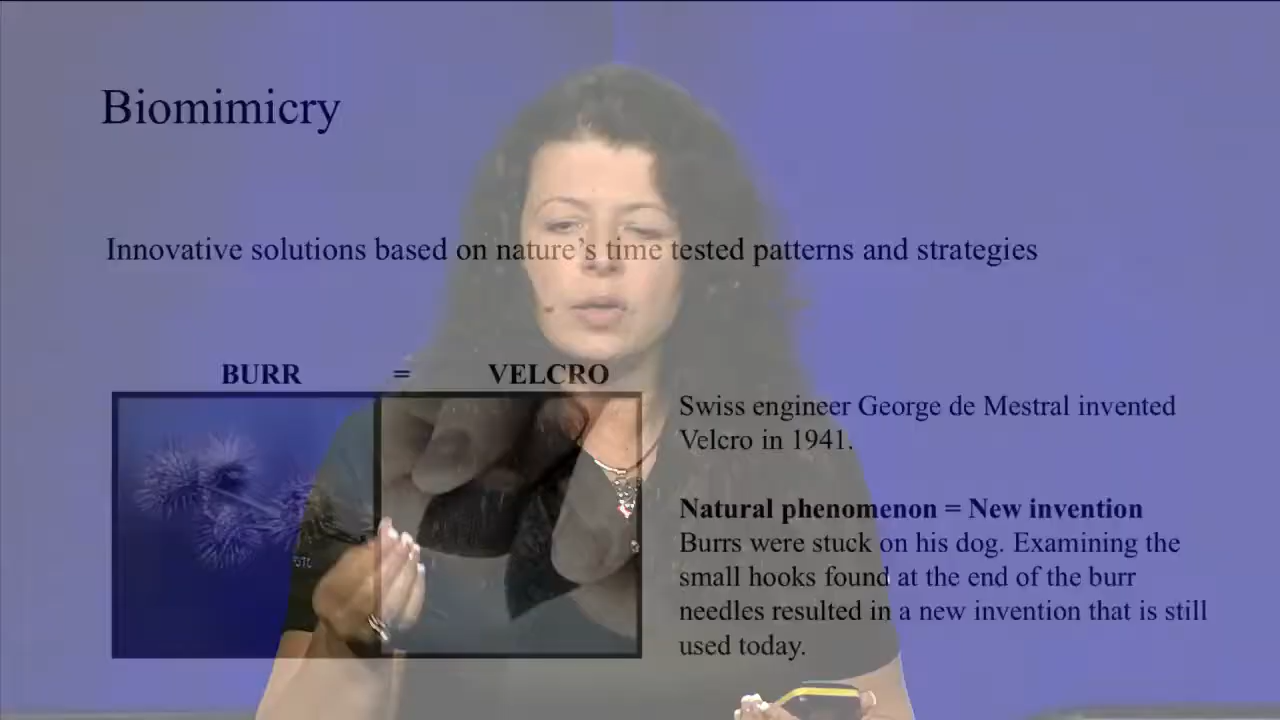 Biomimicry
Innovative solutions based on nature's time tested patterns and strategies
BURR = VELCRO
Swiss engineer George de Mestral invented
Velcro in 1941.
Natural phenomenon = New invention
Burrs were stuck on his dog. Examining the
small hooks found at the end of the burr
needles resulted in a new invention that is still
used today.